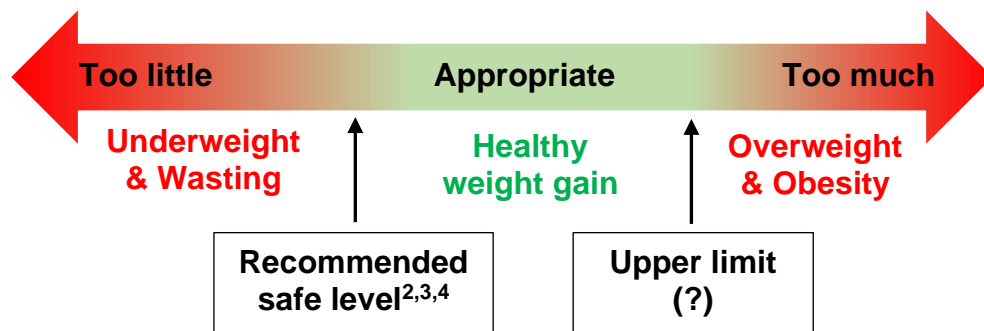 Too little Appropriate Too much
Underweight
& Wasting
Healthy
weight gain
Overweight
& Obesity
Recommended
safe level2,3,4
Upper limit
(?)